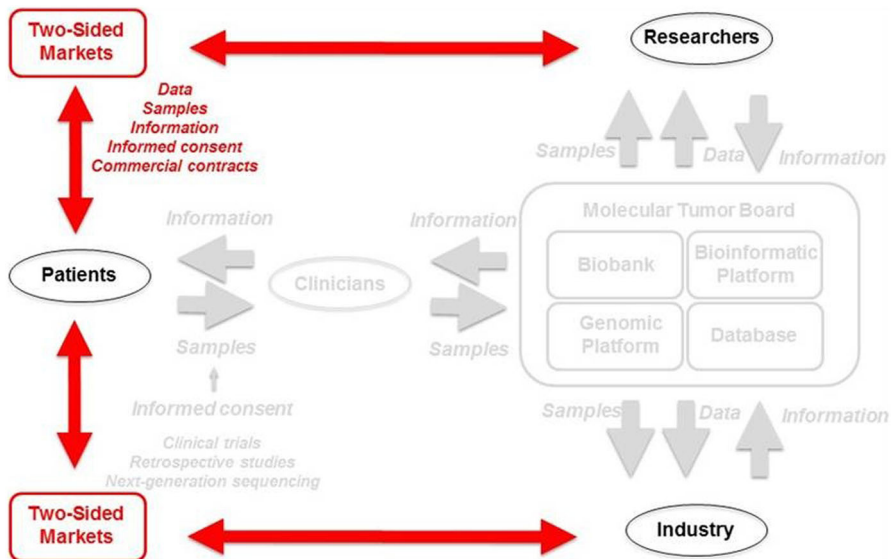 Two-Sided
Markets
Researchers
Data
Samples
Information
Informed consent
Commercial contracts
Samples
Data
Information
Information
Information
Molecular Tumor Board
Patients
Clinicians
Biobank
Bioinformatic
Platform
Samples
Samples
Genomic
Platform
Database
Informed consent
Clinical trials
Retrospective studies
Next-generation sequencing
Samples
Data
Information
Two-Sided
Markets
Industry